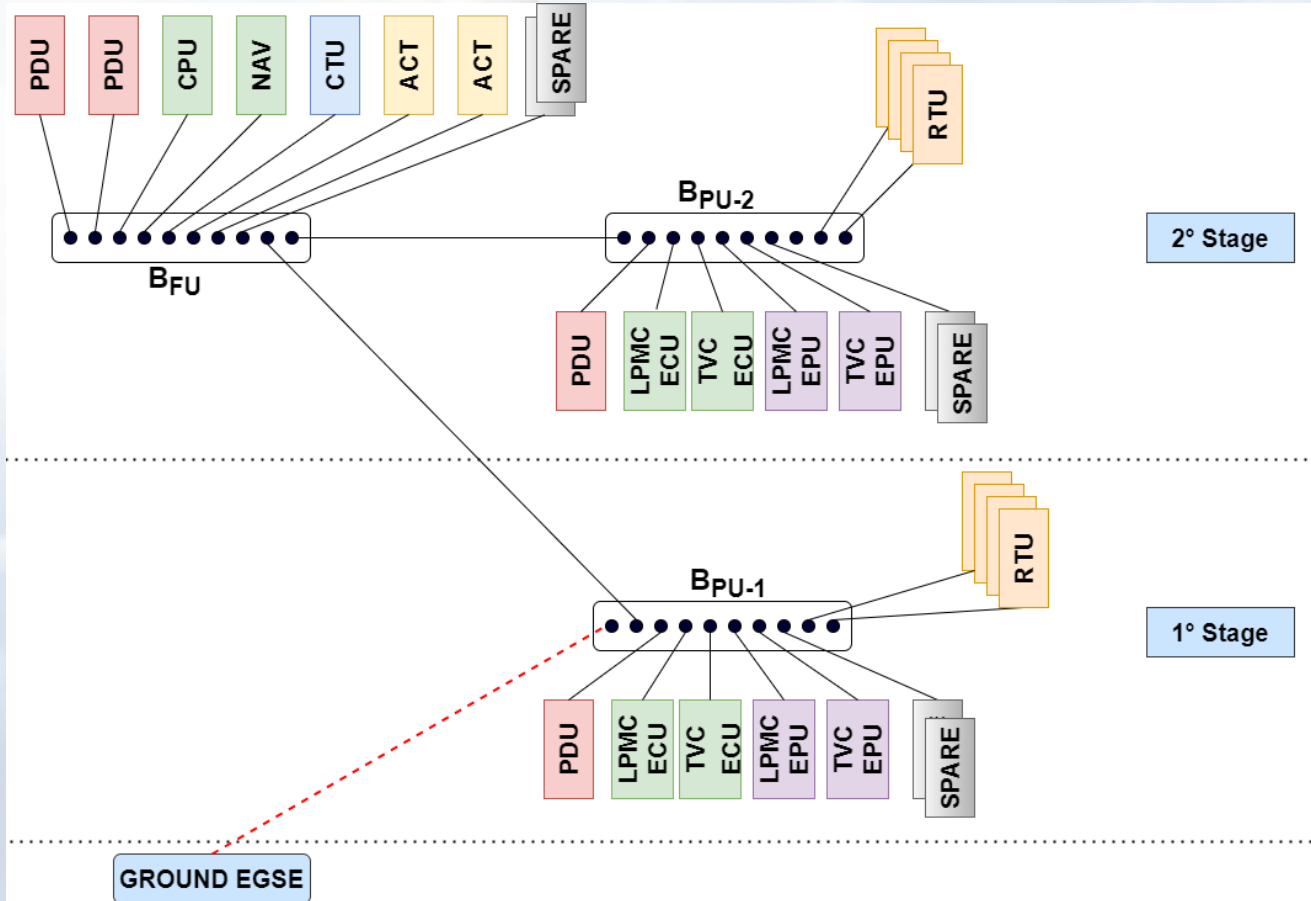 PDU
PDU
CPU
NAV
CTU
ACT
ACT
SPARE
RTU
BFU
BPU-2
2° Stage
PDU
LPMC
ECU
TVC
ECU
LPMC
EPU
TVC
EPU
SPARE
RTU
BPU-1
1° Stage
PDU
LPMC
ECU
TVC
ECU
LPMC
EPU
TVC
EPU
SPARE
GROUND EGSE